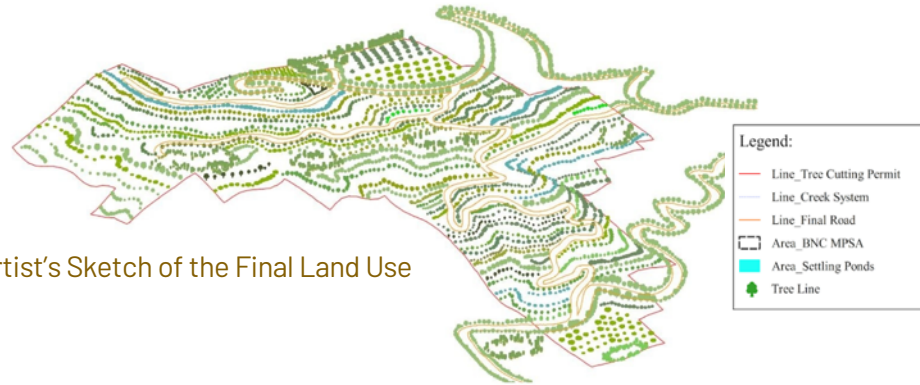 rtist's Sketch of the Final Land Use
Legend:
Line_Tree Cutting Permit
Line_Creek System
Line_Final Road
Area_BNC MPSA
Area_Settling Ponds
Tree Line